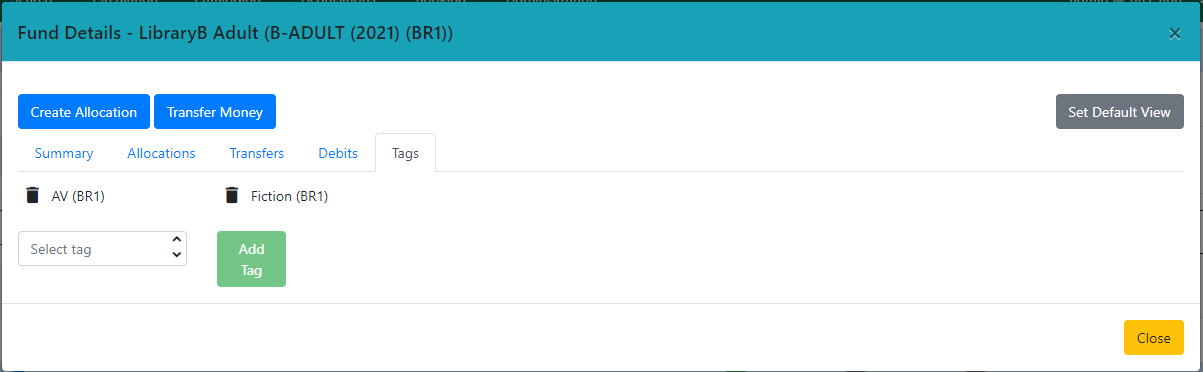 Fund Details - LibraryB Adult (B-ADULT (2021) (BR1))
×
Create Allocation Transfer Money Set Default View
Summary Allocations Transfers Debits Tags
AV (BR1) Fiction (BR1)
Select tag
Add
Tag
Close